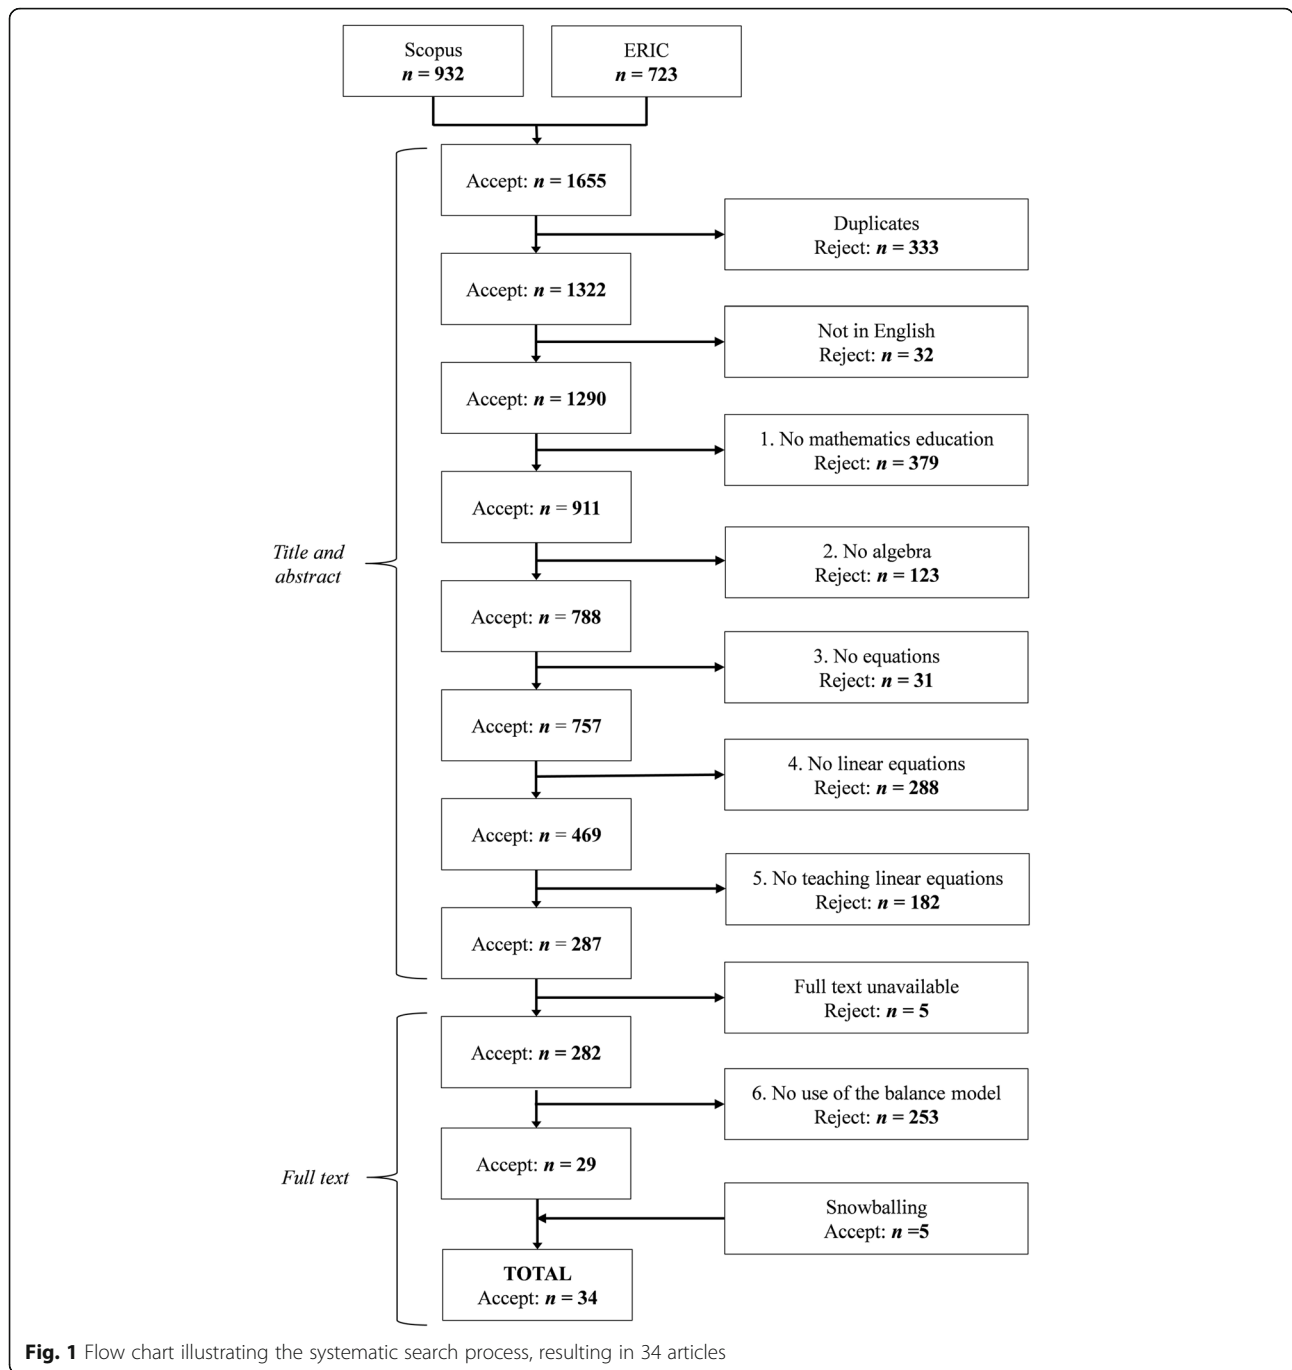 Scopus
n = 932
ERIC
n = 723
Accept: n = 1655
Duplicates
Reject: n = 333
Accept: n = 1322
Not in English
Reject: n = 32
Accept: n = 1290
1. No mathematics education
Reject: n = 379
Accept: n = 911
2. No algebra
Reject: n = 123
Title and
abstract
Accept: n = 788
3. No equations
Reject: n = 31
Accept: n = 757
4. No linear equations
Reject: n = 288
Accept: n = 469
5. No teaching linear equations
Reject: n = 182
Accept: n = 287
Full text unavailable
Reject: n = 5
Accept: n = 282
6. No use of the balance model
Reject: n = 253
Accept: n = 29
Full text
Snowballing
Accept: n =5
TOTAL
Accept: n = 34
Fig. 1 Flow chart illustrating the systematic search process, resulting in 34 articles